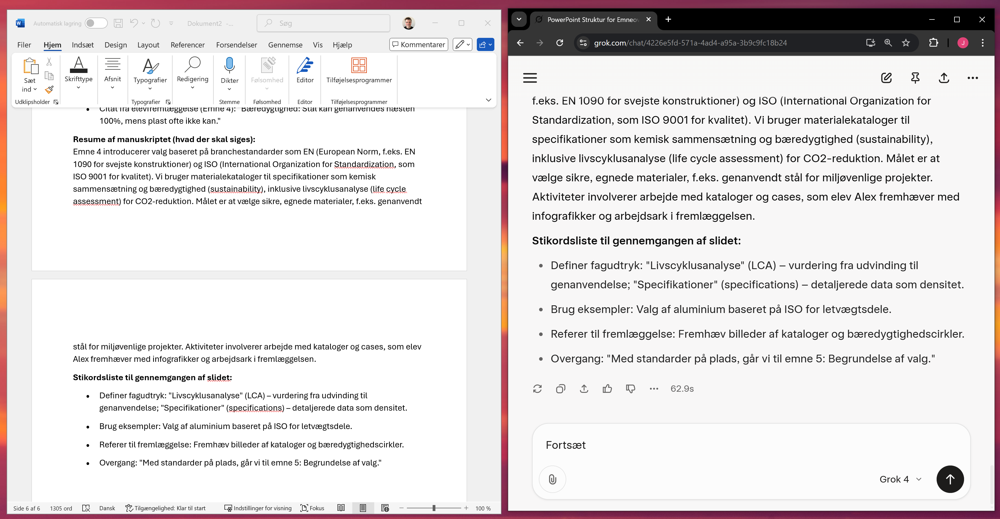 Automatisk lagring
Dokument2 -...
Søg
Filer
Hjem
Indsæt
Design
Layout
Referencer
Forsendelser
Gennemse
Vis
Hjælp
Kommentarer
Sæt
ind
Skrifttype
Afsnit
Typografier
Redigering
Dikter
Følsomhed
Editor
Tilføjelsesprogrammer
Udklipsholder
Typografier
Stemme
Følsomhed
Editor
Tilføjelsesprogrammer
• Citat fra elevfremlæggelse (Emne 4): "Bæredygtighed: Stål kan genanvendes næsten
100%, mens plast ofte ikke kan."
Resume af manuskriptet (hvad der skal siges):
Emne 4 introducerer valg baseret på branchestandarder som EN (European Norm, f.eks. EN
1090 for svejste konstruktioner) og ISO (International Organization for Standardization, som
ISO 9001 for kvalitet). Vi bruger materialekataloger til specifikationer som kemisk
sammensætning og bæredygtighed (sustainability), inklusive livscyklusanalyse (life cycle
assessment) for CO2-reduktion. Målet er at vælge sikre, egnede materialer, f.eks. genanvendt
stål for miljøvenlige projekter. Aktiviteter involverer arbejde med kataloger og cases, som elev
Alex fremhæver med infografikker og arbejdsark i fremlæggelsen.
Stikordsliste til gennemgangen af slidet:
• Definer fagudtryk: "Livscyklusanalyse" (LCA) – vurdering fra udvinding til
genanvendelse; "Specifikationer" (specifications) – detaljerede data som densitet.
• Brug eksempler: Valg af aluminium baseret på ISO for letvægtsdele.
• Referer til fremlæggelse: Fremhæv billeder af kataloger og bæredygtighedscirkler.
• Overgang: "Med standarder på plads, går vi til emne 5: Begrundelse af valg."
Side 6 af 6
1305 ord
Dansk
Tilgængelighed: Klar til start
Indstillinger for visning
Fokus
100 %
PowerPoint Struktur for Emneov
grok.com/chat/4226e5fd-571a-4ad4-a95a-3b9c9fc18b24
J
f.eks. EN 1090 for svejste konstruktioner) og ISO (International Organization for
Standardization, som ISO 9001 for kvalitet). Vi bruger materialekataloger til
specifikationer som kemisk sammensætning og bæredygtighed (sustainability),
inklusive livscyklusanalyse (life cycle assessment) for CO2-reduktion. Målet er at
vælge sikre, egnede materialer, f.eks. genanvendt stål for miljøvenlige projekter.
Aktiviteter involverer arbejde med kataloger og cases, som elev Alex fremhæver med
infografikker og arbejdsark i fremlæggelsen.
Stikordsliste til gennemgangen af slidet:
• Definer fagudtryk: "Livscyklusanalyse" (LCA) – vurdering fra udvinding til
genanvendelse; "Specifikationer" (specifications) – detaljerede data som densitet.
• Brug eksempler: Valg af aluminium baseret på ISO for letvægtsdele.
• Referer til fremlæggelse: Fremhæv billeder af kataloger og bæredygtighedscirkler.
• Overgang: "Med standarder på plads, går vi til emne 5: Begrundelse af valg."
62.9s
Fortsæt
Grok 4